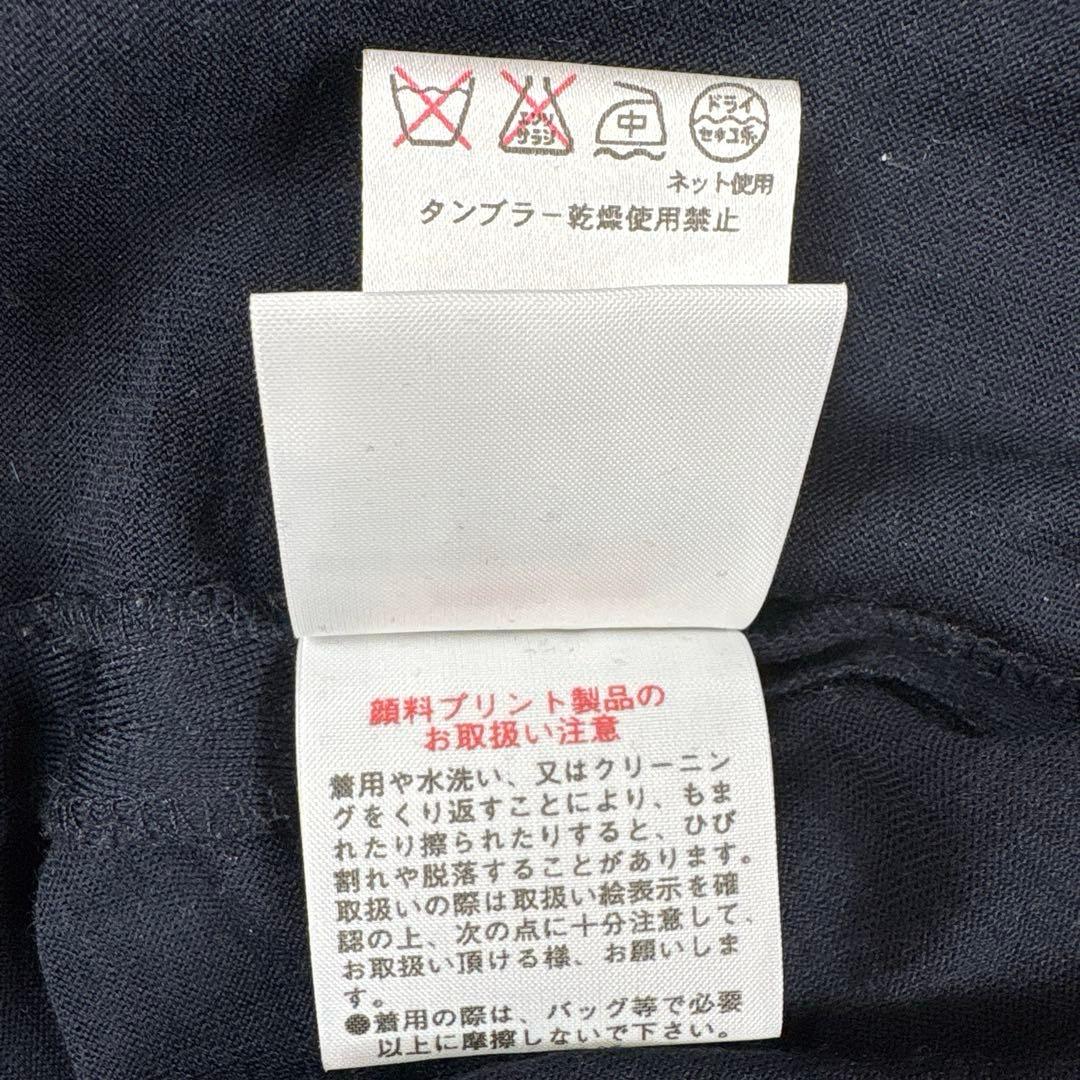 エンソ
サラシ
中
ドライ
セキユ系
ネット使用
タンブラー乾燥使用禁止
顔料プリント製品の
お取扱い注意
着用や水洗い、又はクリーニン
グをくり返すことにより、もま
れたり擦られたりすると、ひび
割れや脱落することがあります。
取扱いの際は取扱い絵表示を確
認の上、次の点に十分注意して、
お取扱い頂ける様、お願いしま
す。
●着用の際は、バッグ等で必要
以上に摩擦しないで下さい。